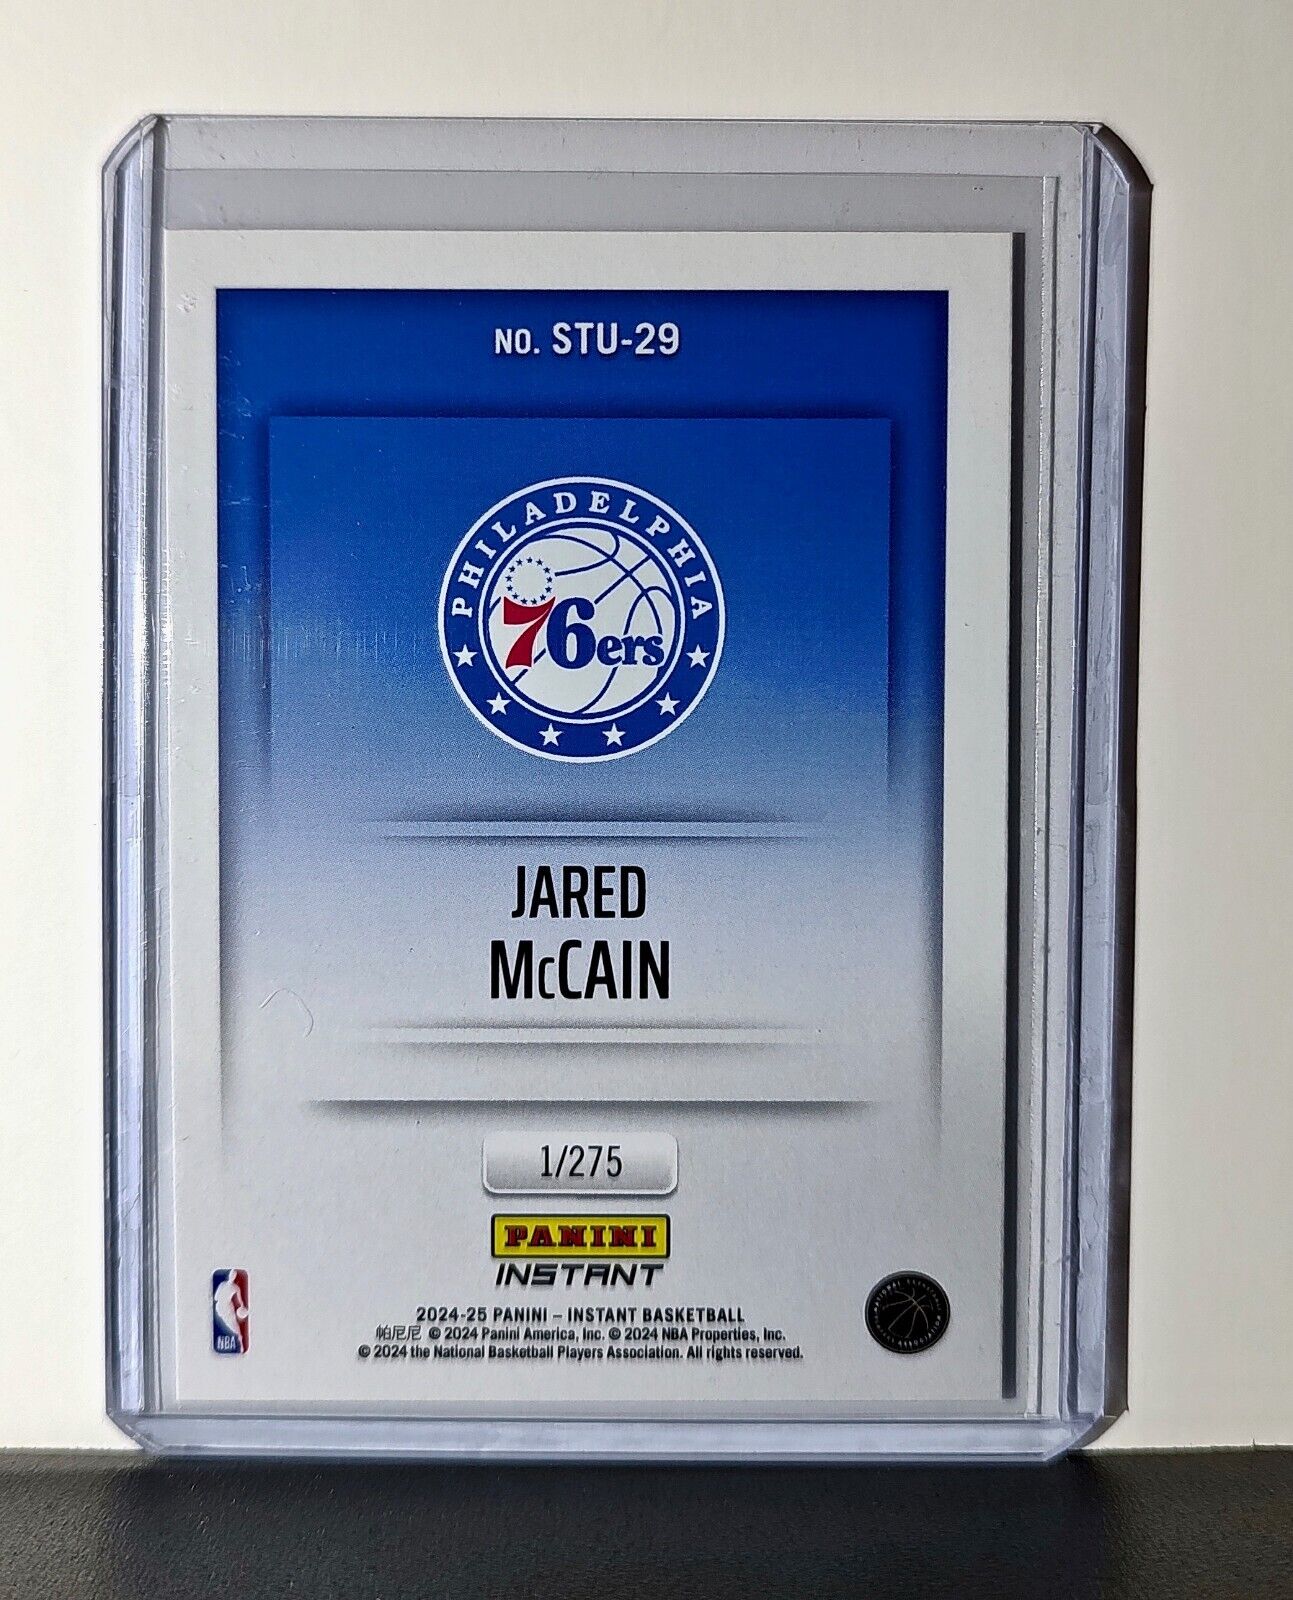 NO. STU-29
PHILADELPHIA
76ers
JARED
McCAIN
1/275
PANINI
INSTANT
2024-25 PANINI – INSTANT BASKETBALL
帕尼尼 © 2024 Panini America, Inc. © 2024 NBA Properties, Inc.
© 2024 the National Basketball Players Association. All rights reserved.
NBA